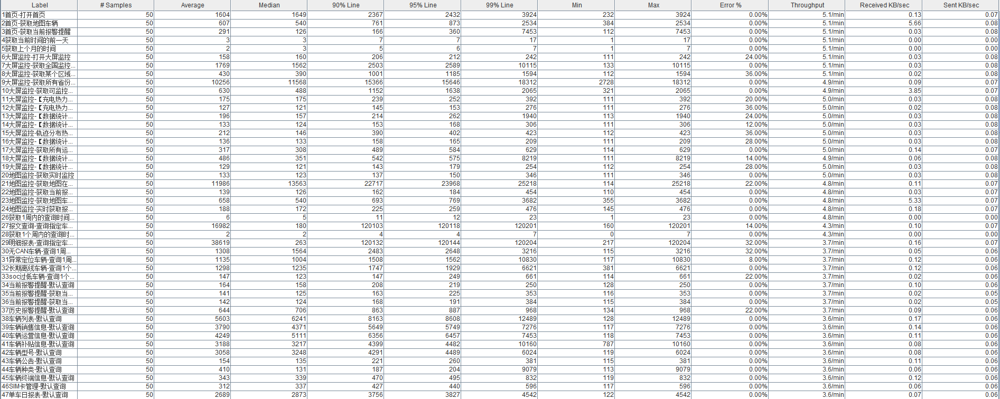 Label # Samples Average Median 90% Line 95% Line 99% Line Min Max Error % Throughput Received KB/sec Sent KB/sec
1首页-打开首页 50 1604 1649 2367 2432 3924 232 3924 0.00% 5.1/min 0.13 0.07
2首页-获取地图车辆 50 607 540 761 873 2534 384 2534 0.00% 5.1/min 5.66 0.08
3首页-获取当前报警提醒 50 291 126 166 360 7453 112 7453 0.00% 5.1/min 0.03 0.08
4获取当前时间的前一天 50 3 3 7 7 17 1 17 0.00% 5.1/min 0.00 0.00
5获取上个月的时间 50 2 3 5 6 7 1 7 0.00% 5.1/min 0.00 0.00
6大屏监控-打开大屏监控 50 158 160 206 212 242 111 242 24.00% 5.1/min 0.03 0.08
7大屏监控-获取全国监控... 50 1769 1562 2503 2589 10115 133 10115 0.00% 5.1/min 0.03 0.08
8大屏监控-获取某个区域... 50 430 390 1001 1185 1594 112 1594 36.00% 5.1/min 0.02 0.08
9大屏监控-获取所有省份... 50 10256 11568 15366 15646 18312 2728 18312 0.00% 4.9/min 0.09 0.07
10大屏监控-获取可监控... 50 630 488 1152 1638 2065 321 2065 0.00% 4.9/min 3.85 0.07
11大屏监控-【充电热力... 50 175 175 239 252 392 111 392 20.00% 5.0/min 0.03 0.08
12大屏监控-【充电热力... 50 127 121 145 153 276 111 276 36.00% 5.0/min 0.02 0.08
13大屏监控-【数据统计... 50 196 157 214 262 1940 113 1940 24.00% 5.0/min 0.03 0.08
14大屏监控-【数据统计... 50 133 124 153 168 306 111 306 12.00% 5.0/min 0.03 0.08
15大屏监控-轨迹分布热... 50 212 146 390 402 423 112 423 36.00% 5.0/min 0.03 0.08
16大屏监控-【数据统计... 50 136 133 158 165 209 111 209 28.00% 5.0/min 0.03 0.08
17大屏监控-获取所有运... 50 317 308 489 584 629 114 629 0.00% 5.0/min 0.14 0.07
18大屏监控-【数据统计... 50 486 351 542 575 8219 111 8219 14.00% 4.9/min 0.06 0.08
19大屏监控-【数据统计... 50 129 121 143 179 254 112 254 28.00% 5.0/min 0.03 0.08
20地图监控-获取实时监控 50 133 123 137 150 346 111 346 0.00% 5.0/min 0.03 0.08
21地图监控-获取地图在... 50 11986 13563 22717 23968 25218 114 25218 22.00% 4.8/min 0.11 0.07
22地图监控-获取当前报... 50 139 126 162 184 454 110 454 0.00% 4.8/min 0.03 0.07
23地图监控-获取地图车... 50 658 540 693 769 3682 355 3682 0.00% 4.8/min 5.33 0.07
24地图监控-实时获取报... 50 188 172 225 259 476 145 476 0.00% 4.8/min 0.18 0.07
26获取1周内的查询时间... 50 6 5 11 12 23 1 23 0.00% 4.8/min 0.00 0.00
27报文查询-查询指定车... 50 16982 180 120103 120118 120201 160 120201 14.00% 4.3/min 0.10 0.07
28获取1个周内的查询时... 50 2 2 4 4 7 0 7 0.00% 4.3/min 0.00 0.00
29明细报表-查询指定车... 50 38619 263 120132 120144 120204 217 120204 32.00% 3.7/min 0.16 0.07
30无CAN车辆-查询1周... 50 1308 1564 2483 2648 3216 115 3216 32.00% 3.7/min 0.05 0.06
31异常定位车辆-查询1周... 50 1135 1004 1508 1562 10830 117 10830 8.00% 3.7/min 0.12 0.06
32长期离线车辆-查询1个... 50 1298 1235 1747 1929 6621 381 6621 0.00% 3.7/min 0.12 0.06
33soc过低车辆-查询1个... 50 147 123 147 249 661 114 661 22.00% 3.7/min 0.02 0.06
34当前报警提醒-默认查询 50 164 158 208 219 250 128 250 0.00% 3.7/min 0.10 0.06
35当前报警提醒-获取当... 50 141 125 163 225 353 116 353 0.00% 3.7/min 0.02 0.05
36当前报警提醒-获取当... 50 142 124 168 191 384 115 384 0.00% 3.7/min 0.02 0.05
37历史报警提醒-默认查询 50 644 706 863 887 968 134 968 22.00% 3.7/min 0.09 0.06
38车辆列表-默认查询 50 5603 6241 8163 8608 12489 128 12489 0.00% 3.6/min 0.17 0.06
39车辆销售信息-默认查询 50 3790 4371 5649 5749 7276 117 7276 0.00% 3.6/min 0.14 0.06
40车辆运营信息-默认查询 50 4249 5111 6356 6457 7453 118 7453 0.00% 3.6/min 0.11 0.06
41车辆补贴信息-默认查询 50 3188 3217 4399 4482 10160 787 10160 0.00% 3.6/min 0.08 0.06
42车辆型号-默认查询 50 3058 3248 4291 4489 6024 119 6024 0.00% 3.6/min 0.08 0.06
43车辆公告-默认查询 50 154 135 221 260 381 115 381 0.00% 3.6/min 0.11 0.06
44车辆种类-默认查询 50 410 131 187 204 9079 113 9079 0.00% 3.6/min 0.06 0.06
45车辆终端信息-默认查询 50 343 339 470 495 832 119 832 0.00% 3.6/min 0.12 0.06
46SIM卡管理-默认查询 50 312 337 427 440 596 117 596 0.00% 3.6/min 0.06 0.06
47单车日报表-默认查询 50 2689 2873 3756 3827 4542 122 4542 0.00% 3.6/min 0.07 0.06